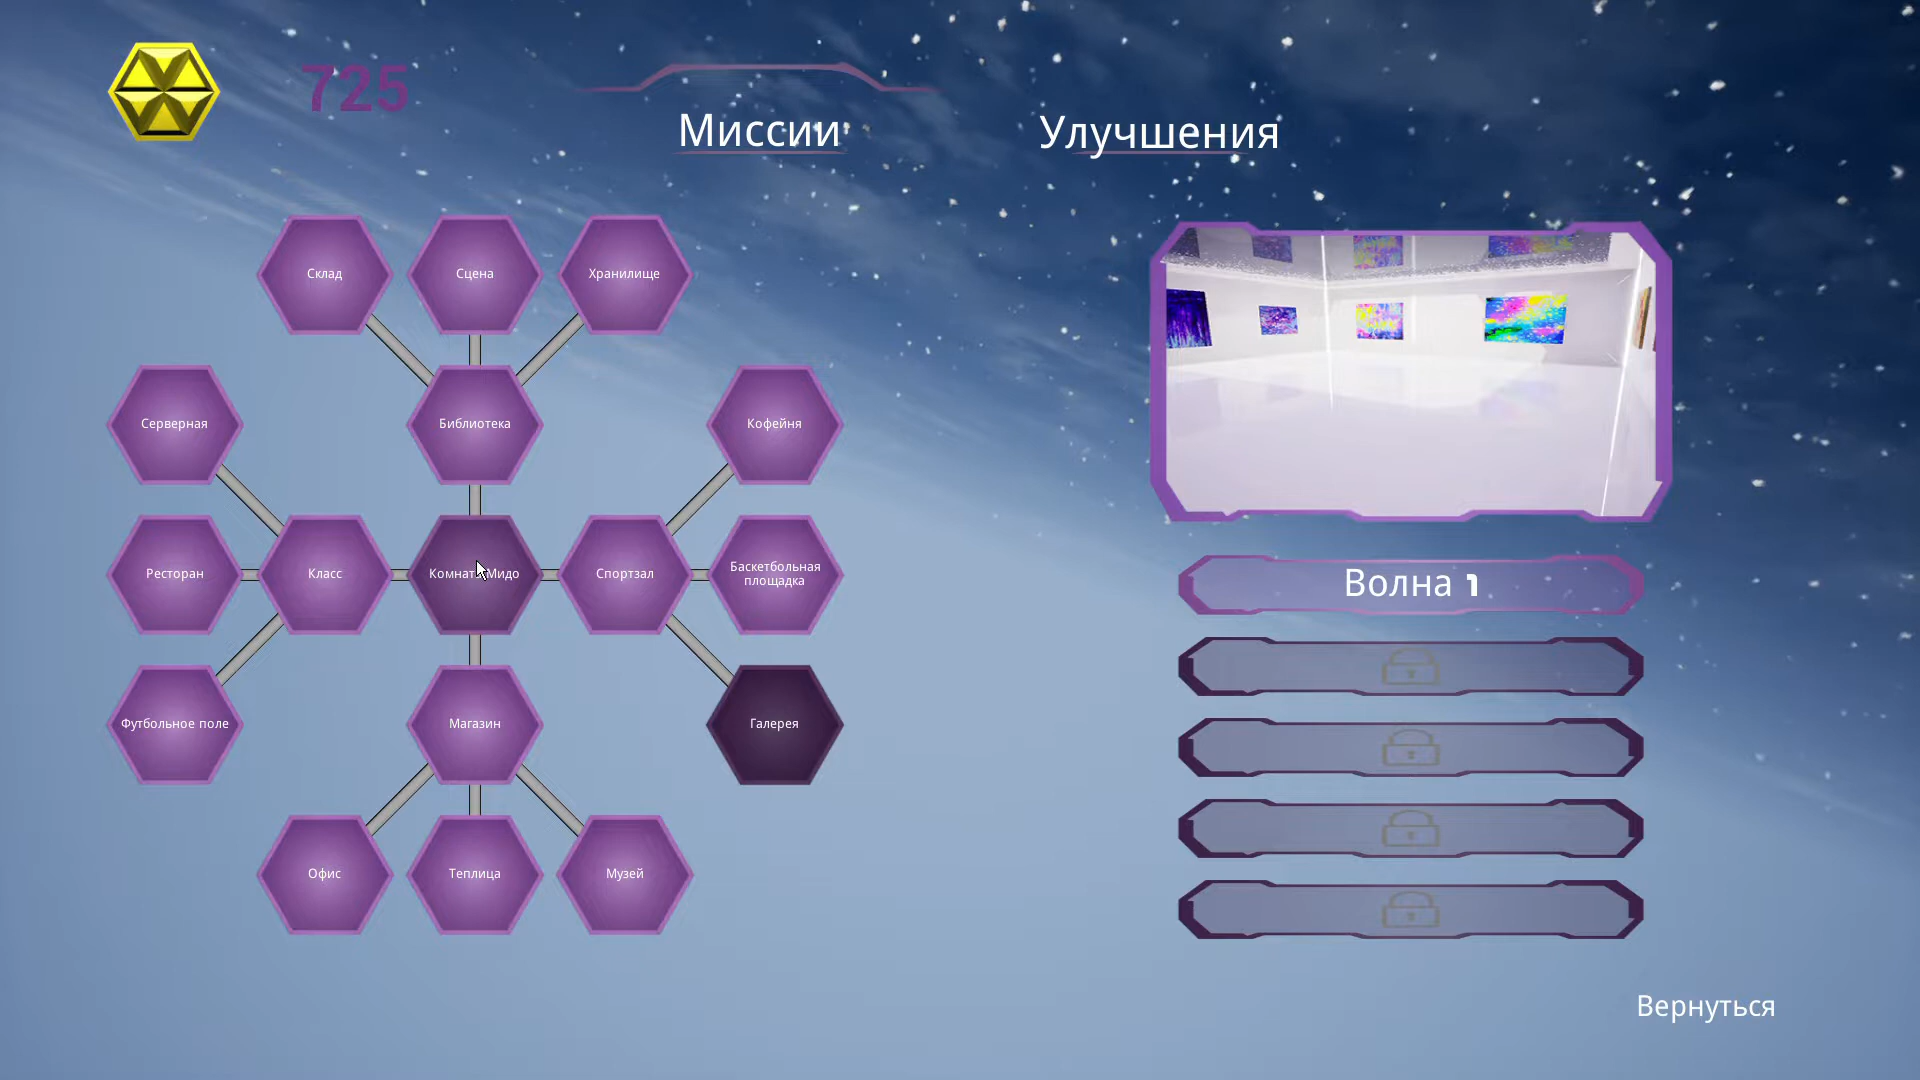 725
Миссии
Улучшения
Склад
Сцена
Хранилище
Серверная
Библиотека
Кофейня
Ресторан
Класс
Комната Мидо
Спортзал
Баскетбольная
площадка
Волна 1
Футбольное поле
Магазин
Галерея
Офис
Теплица
Музей
Вернуться